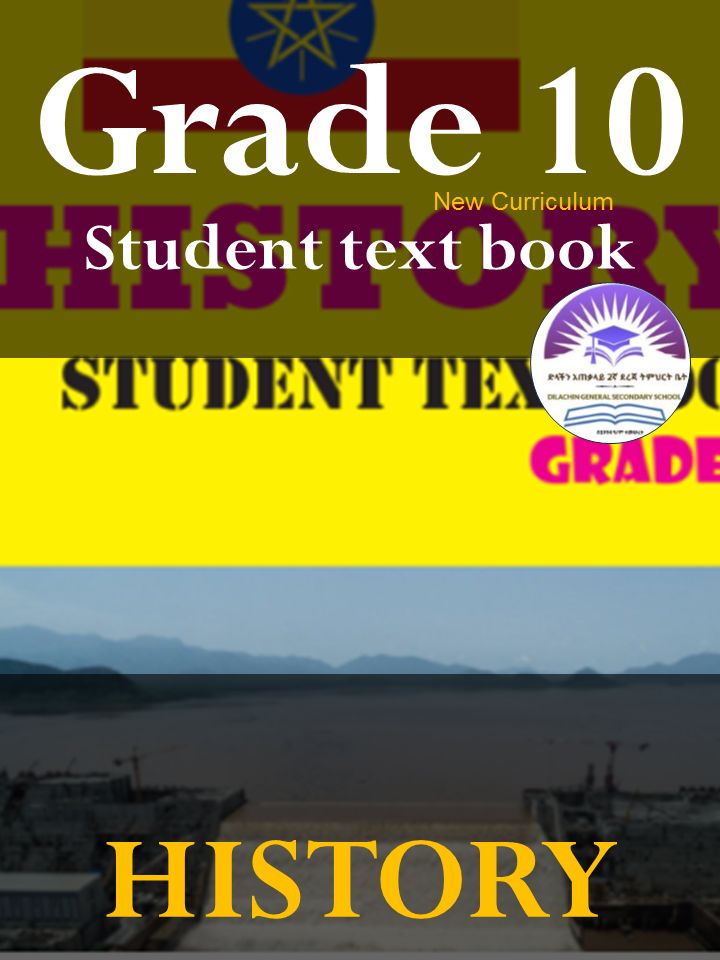 Grade 10
New Curriculum
HISTORY
Student text book
STUDENT TEX
ድላችን አጠቃላይ 2ኛ ደረጃ ትምህርት ቤት
DILACHIN GENERAL SECONDARY SCHOOL
GRADE
HISTORY